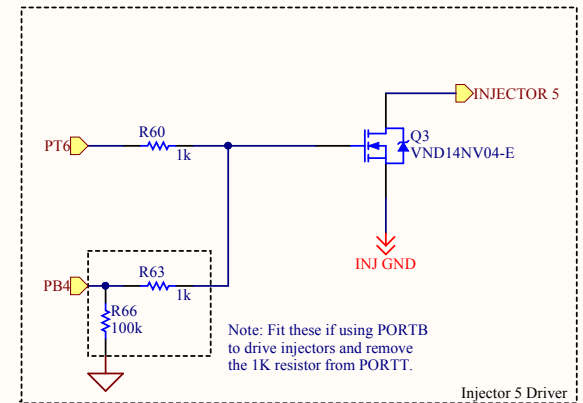 INJECTOR 5
R60
Q3
PT6
1k
VND14NV04-E
INJ GND
R63
PB4
1k
R66
100k
Note: Fit these if using PORTB
to drive injectors and remove
the 1K resistor from PORTT.
Injector 5 Driver